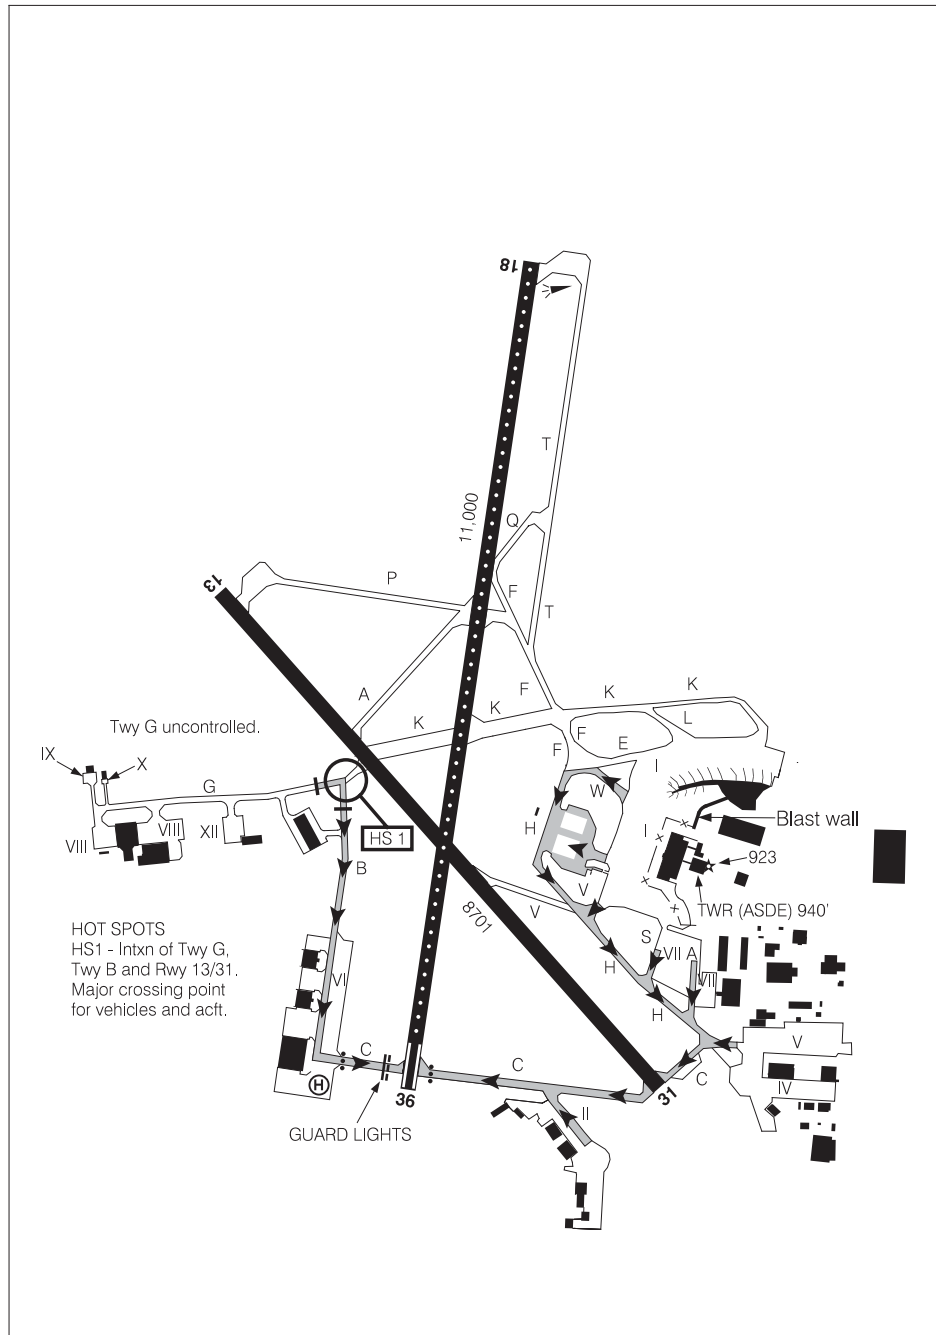 18
T
11,000
Q
13
P
F
T
A
F
K
K
K
K
L
F
E
F
Twy G uncontrolled.
IX
X
G
I
W
VIII
VIII
XII
HS 1
H
I
Blast wall
923
B
V
V
8701
TWR (ASDE) 940'
HOT SPOTS
HS1 - Intxn of Twy G,
Twy B and Rwy 13/31.
Major crossing point
for vehicles and acft.
S
VII
A
VII
VI
H
H
V
C
C
C
IV
H
36
31
II
GUARD LIGHTS